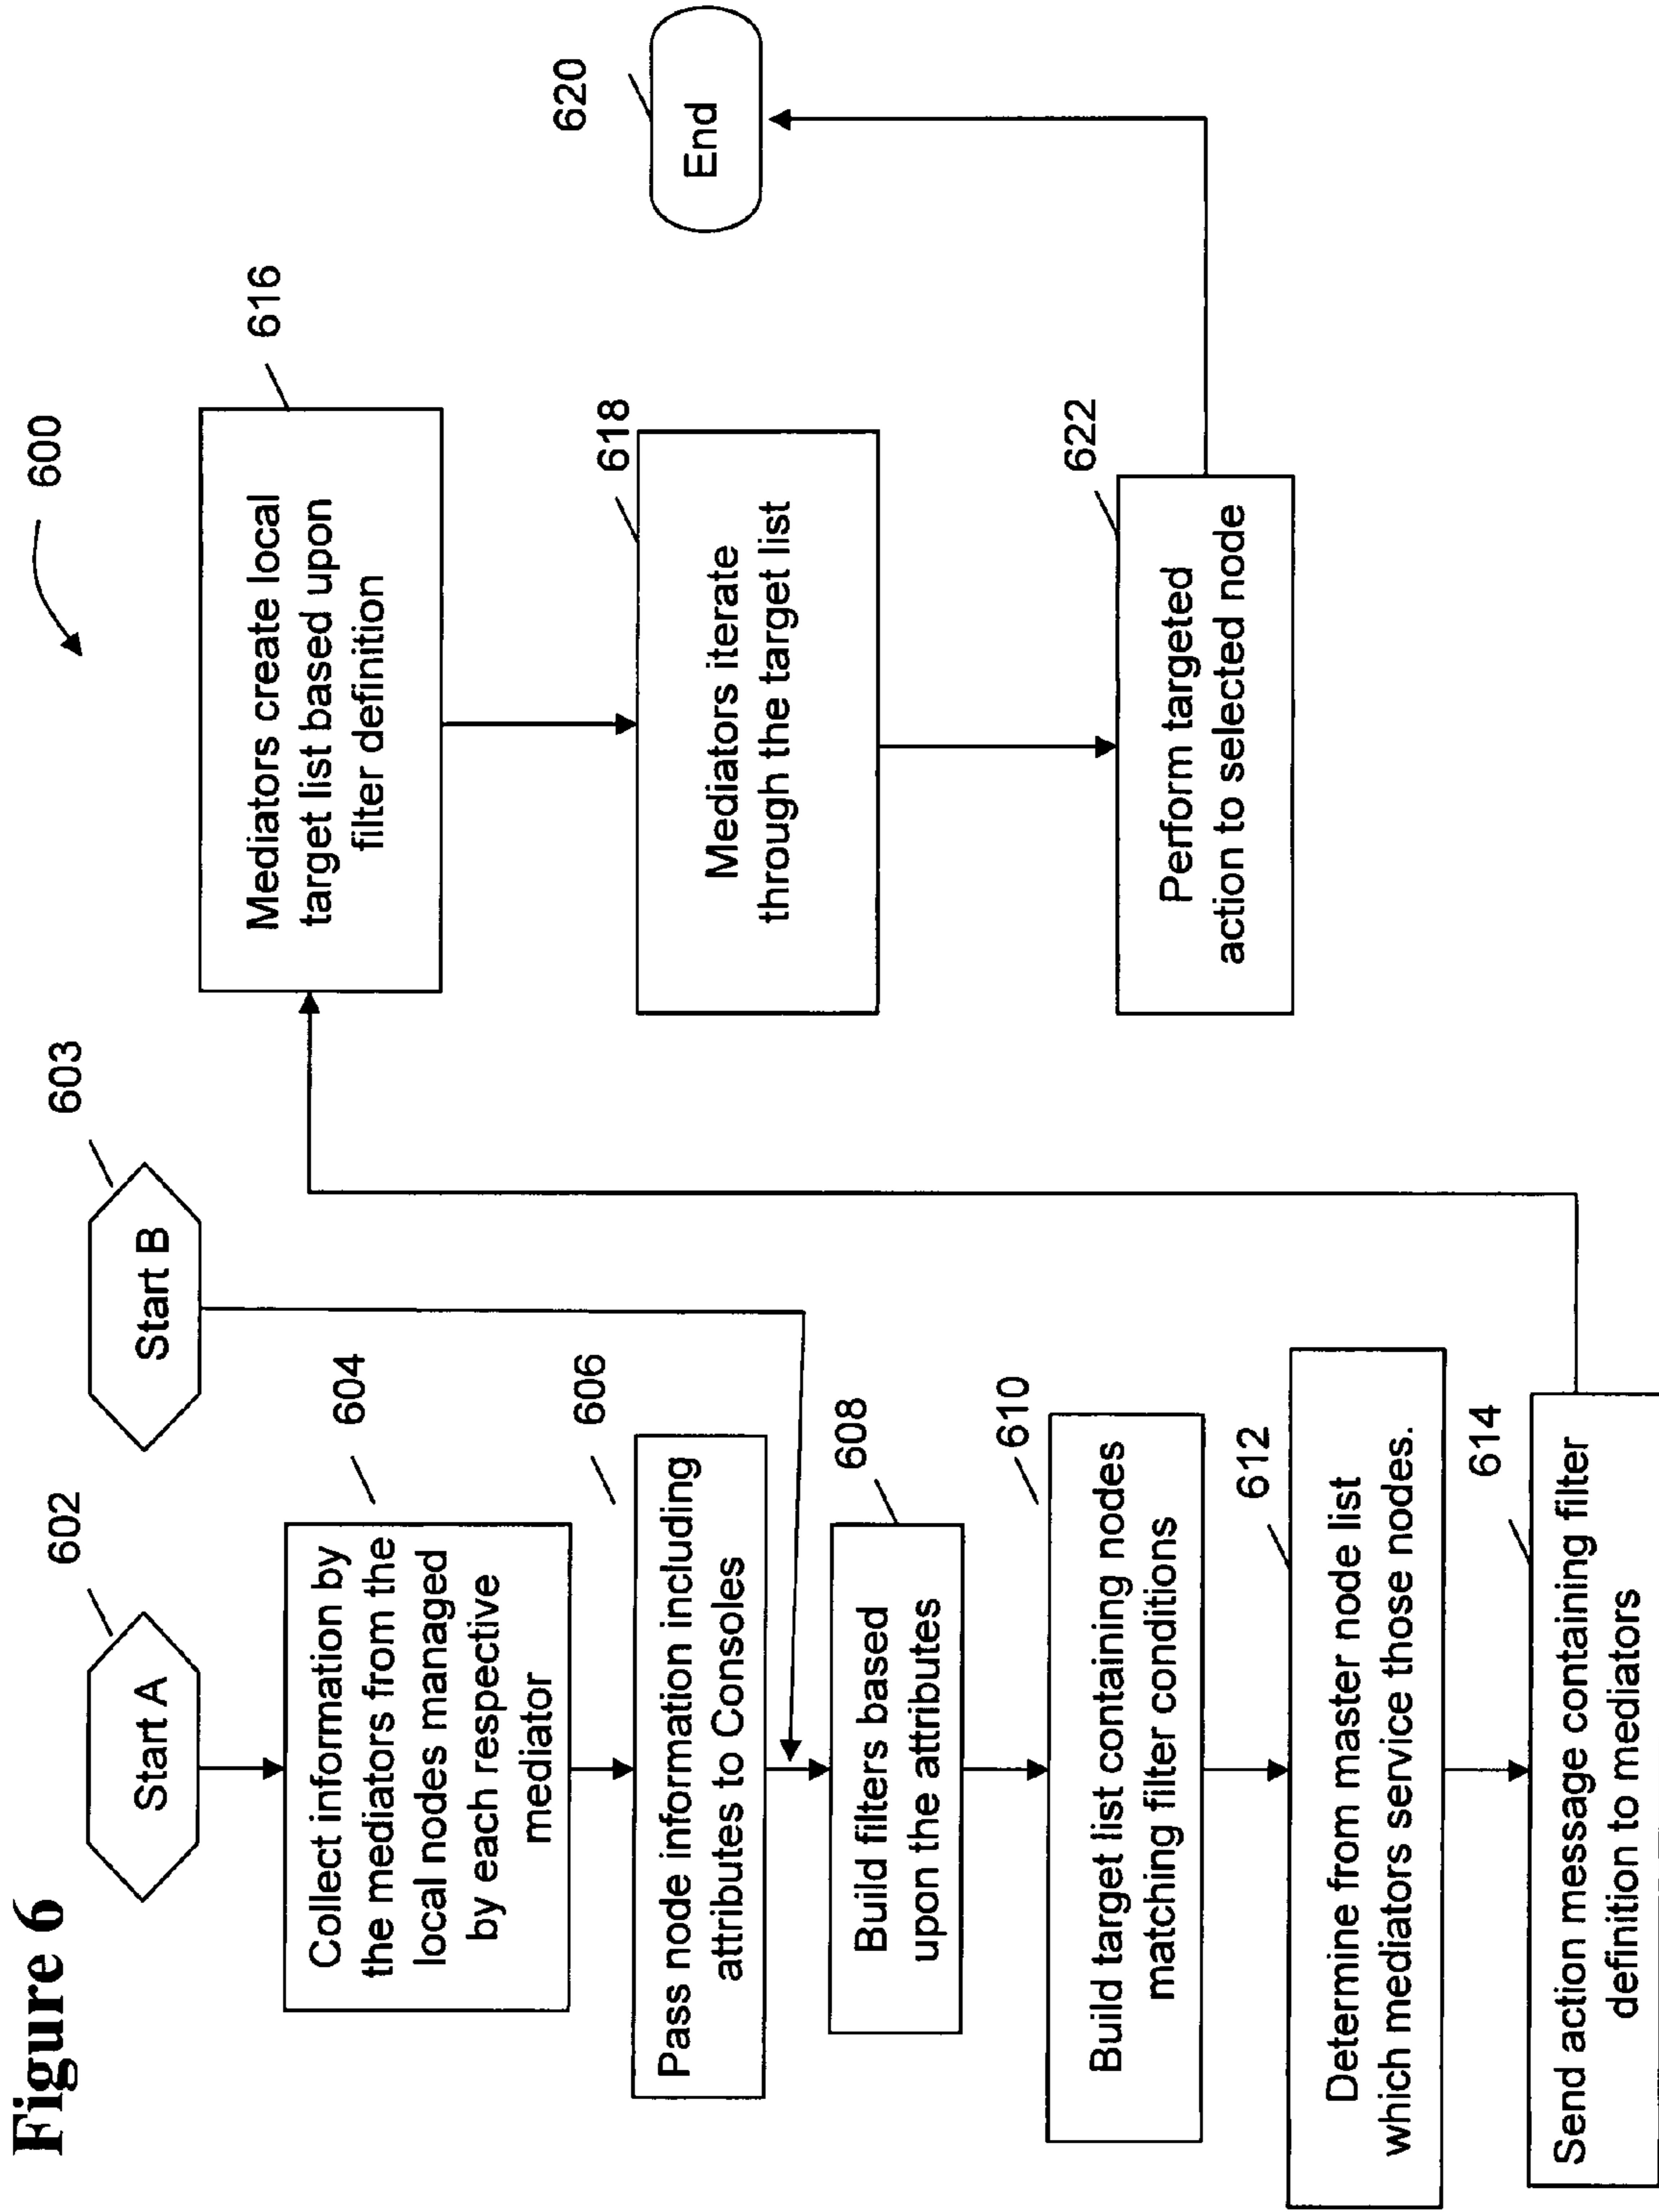 Figure 6
600
602
Start A
603
Start B
604
Collect information by
the mediators from the
local nodes managed
by each respective
mediator
606
Pass node information including
attributes to Consoles
608
Build filters based
upon the attributes
610
Build target list containing nodes
matching filter conditions
612
Determine from master node list
which mediators service those nodes.
614
Send action message containing filter
definition to mediators
616
Mediators create local
target list based upon
filter definition
618
Mediators iterate
through the target list
622
Perform targeted
action to selected node
620
End